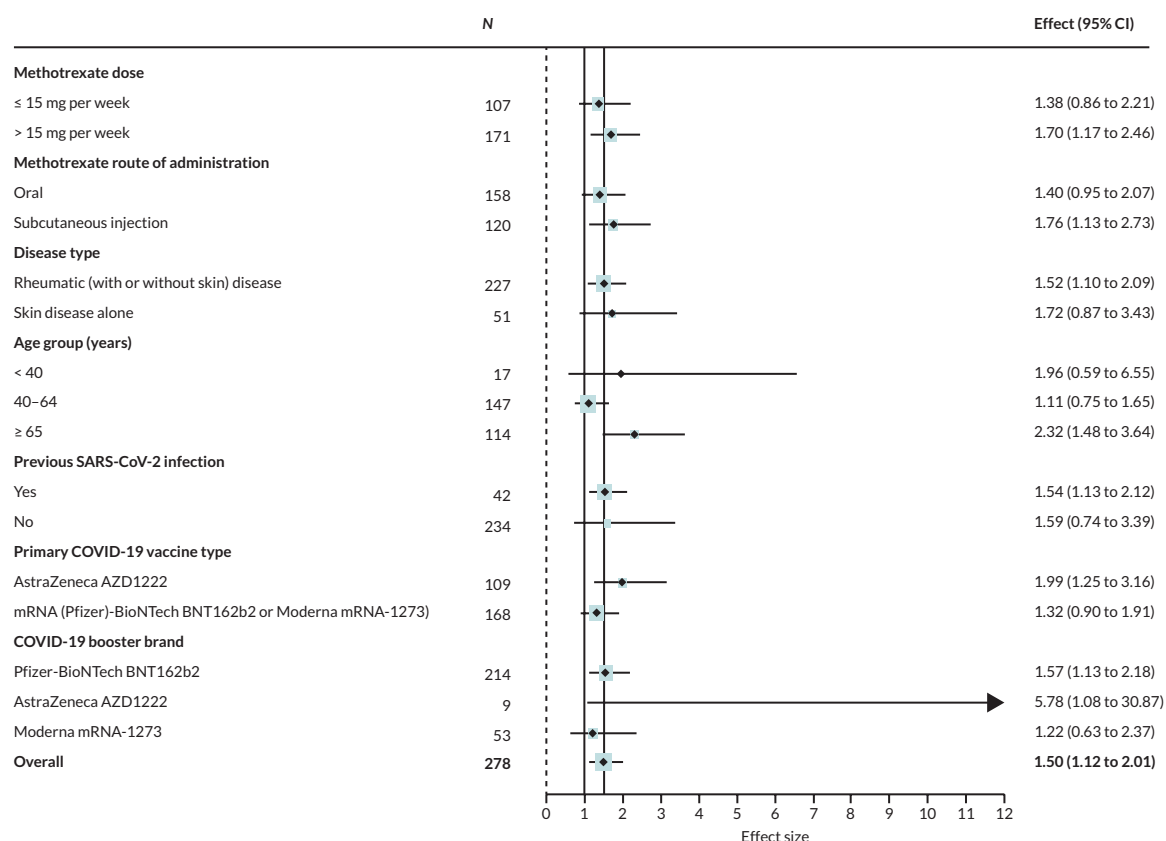 N Effect (95% CI)
Methotrexate dose
≤ 15 mg per week 107 1.38 (0.86 to 2.21)
> 15 mg per week 171 1.70 (1.17 to 2.46)
Methotrexate route of administration
Oral 158 1.40 (0.95 to 2.07)
Subcutaneous injection 120 1.76 (1.13 to 2.73)
Disease type
Rheumatic (with or without skin) disease 227 1.52 (1.10 to 2.09)
Skin disease alone 51 1.72 (0.87 to 3.43)
Age group (years)
< 40 17 1.96 (0.59 to 6.55)
40–64 147 1.11 (0.75 to 1.65)
≥ 65 114 2.32 (1.48 to 3.64)
Previous SARS-CoV-2 infection
Yes 42 1.54 (1.13 to 2.12)
No 234 1.59 (0.74 to 3.39)
Primary COVID-19 vaccine type
AstraZeneca AZD1222 109 1.99 (1.25 to 3.16)
mRNA (Pfizer)-BioNTech BNT162b2 or Moderna mRNA-1273) 168 1.32 (0.90 to 1.91)
COVID-19 booster brand
Pfizer-BioNTech BNT162b2 214 1.57 (1.13 to 2.18)
AstraZeneca AZD1222 9 5.78 (1.08 to 30.87)
Moderna mRNA-1273 53 1.22 (0.63 to 2.37)
Overall 278 1.50 (1.12 to 2.01)
0 1 2 3 4 5 6 7 8 9 10 11 12
Effect size